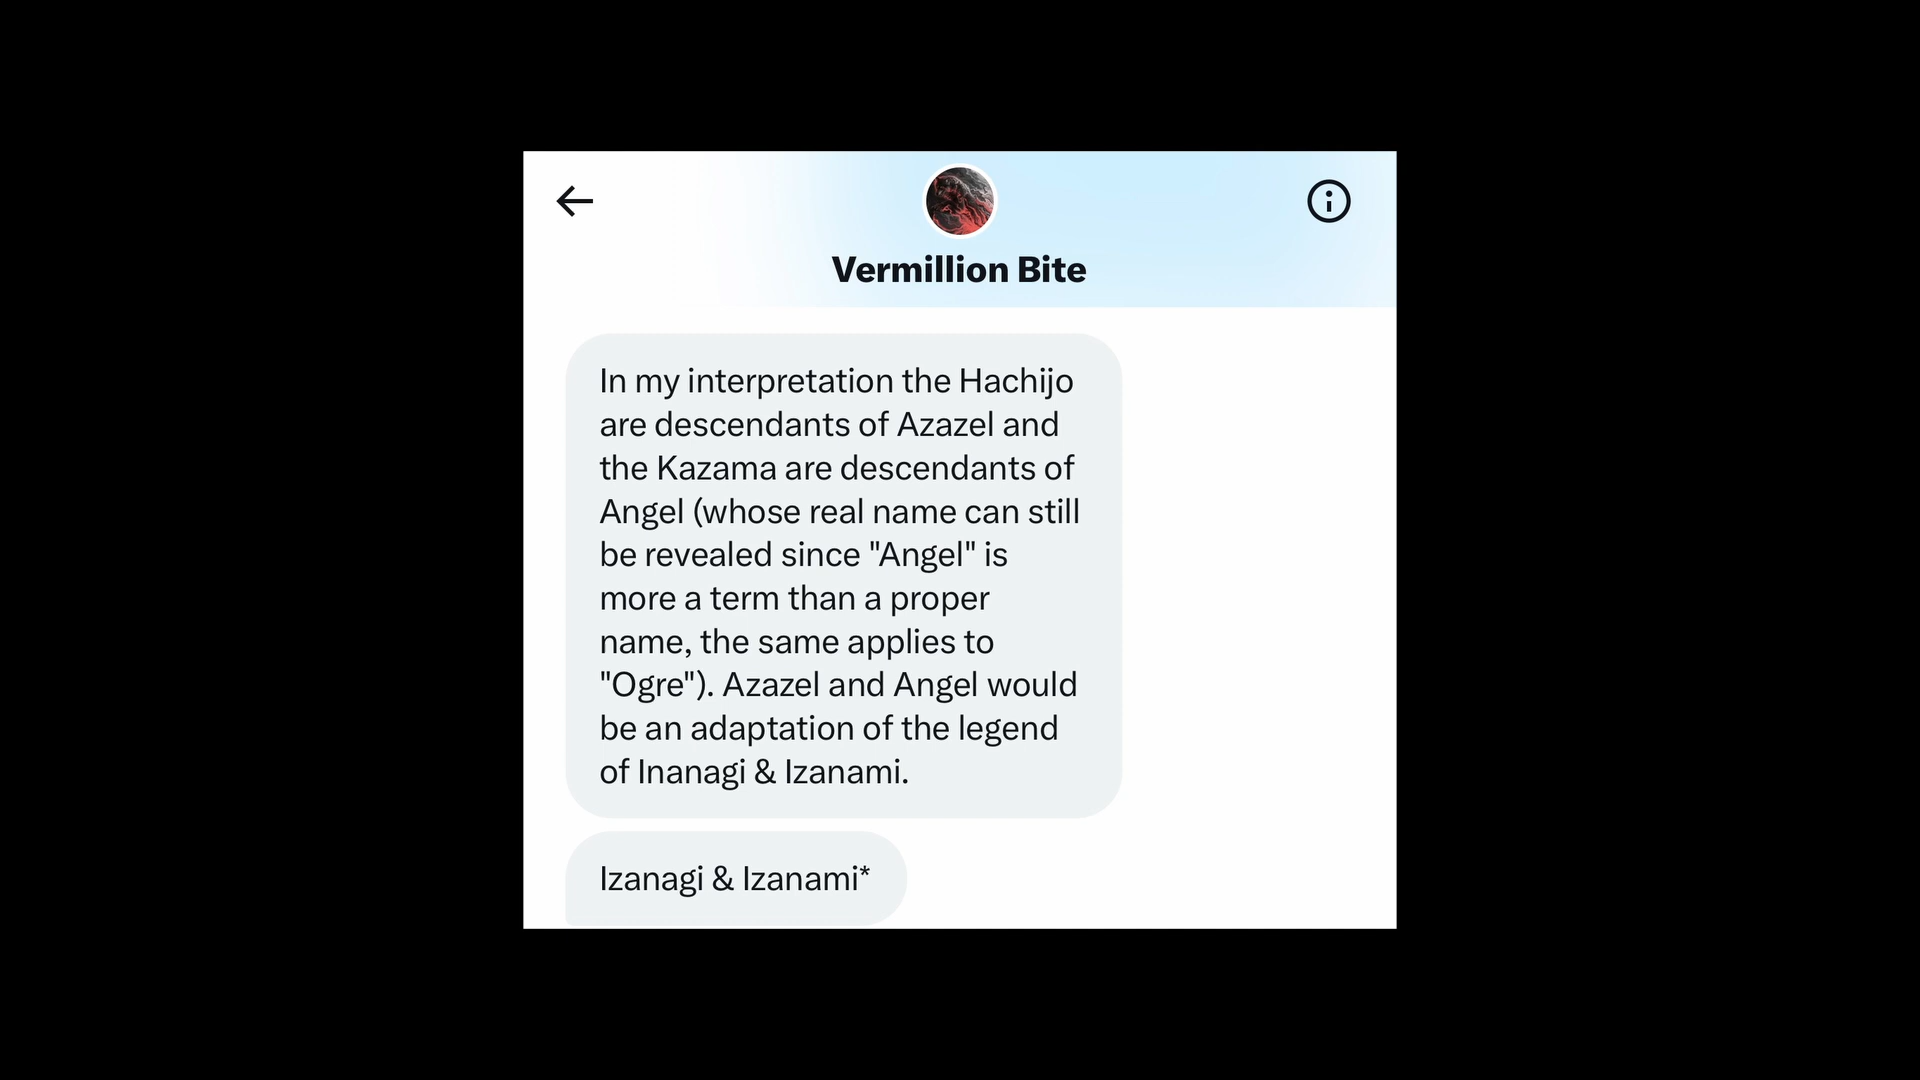 Vermillion Bite
In my interpretation the Hachijo
are descendants of Azazel and
the Kazama are descendants of
Angel (whose real name can still
be revealed since "Angel" is
more a term than a proper
name, the same applies to
"Ogre"). Azazel and Angel would
be an adaptation of the legend
of Inanagi & Izanami.
Izanagi & Izanami*